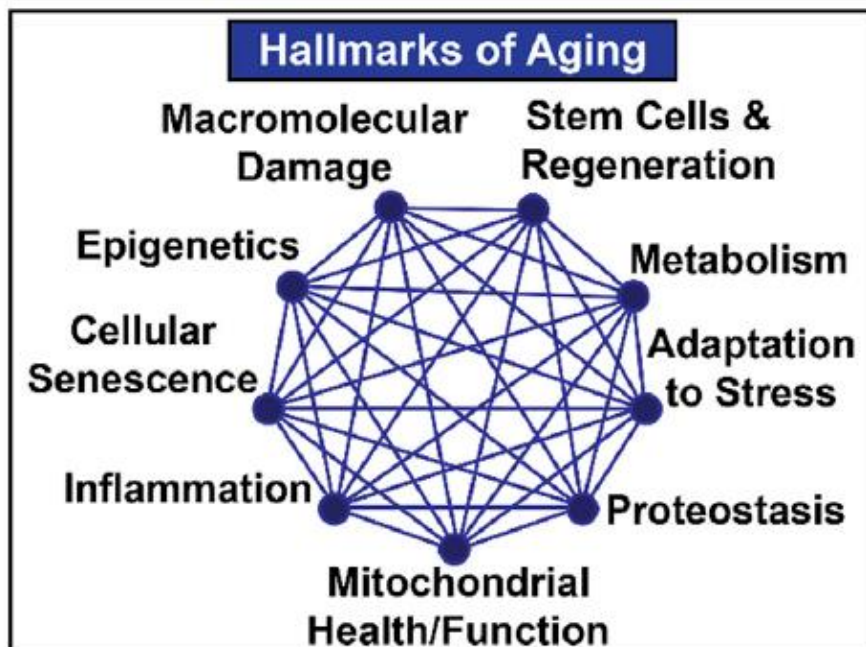 Hallmarks of Aging
Macromolecular
Damage
Stem Cells &
Regeneration
Epigenetics
Metabolism
Cellular
Senescence
Adaptation
to Stress
Inflammation
Proteostasis
Mitochondrial
Health/Function